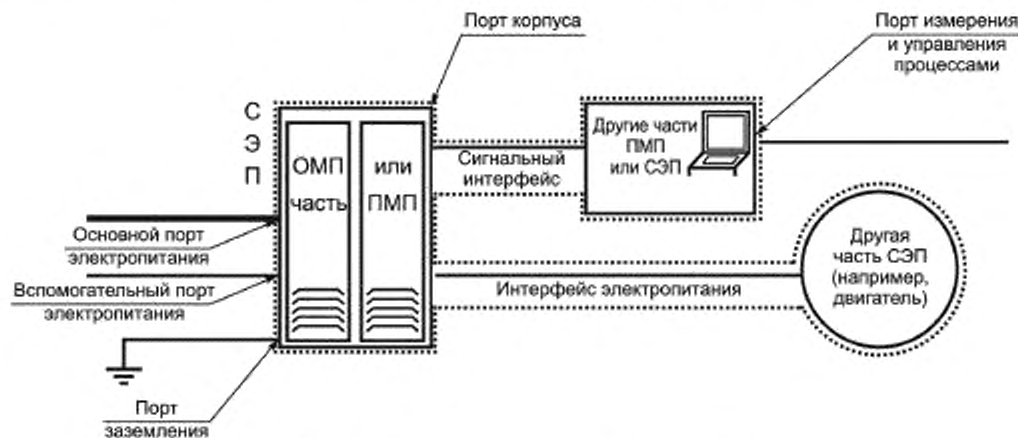 Порт корпуса
Порт измерения
и управления
процессами
С
Э
П
ОМП
часть
или
ПМП
Сигнальный
интерфейс
Другие части
ПМП
или СЭП
Основной порт
электропитания
Вспомогательный порт
электропитания
Интерфейс электропитания
Другая
часть СЭП
(например,
двигатель)
Порт
заземления